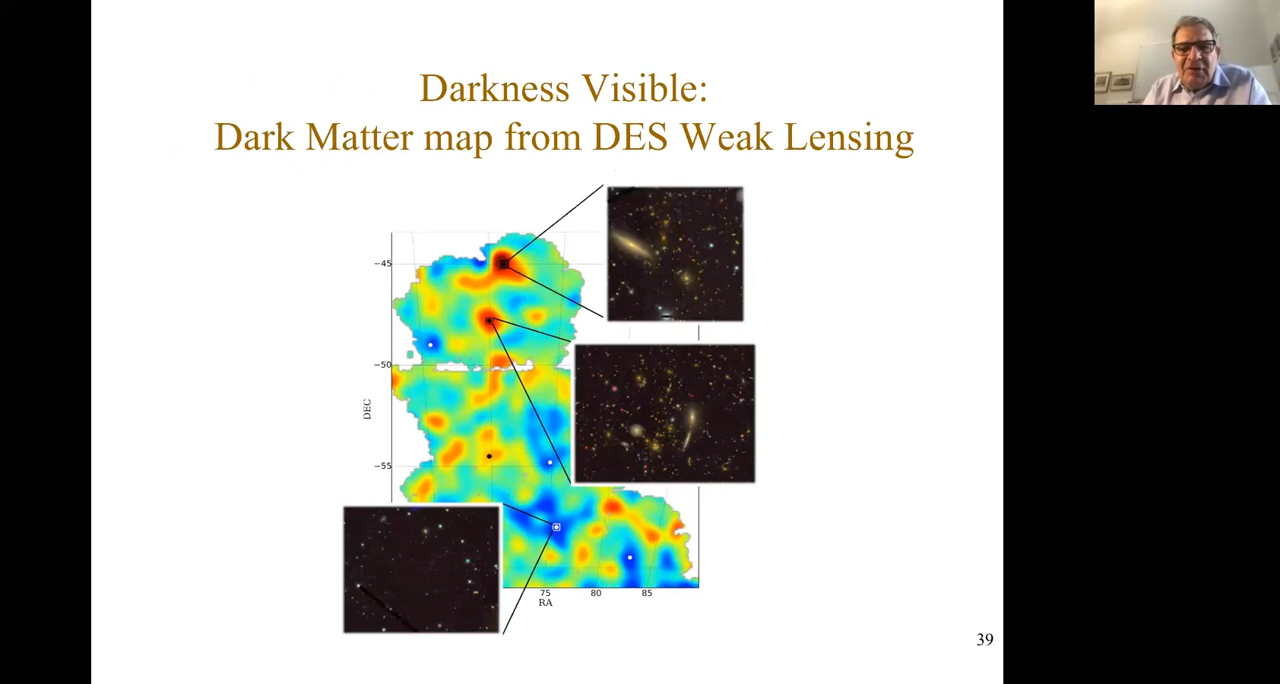 Darkness Visible:
Dark Matter map from DES Weak Lensing
−45
−50
−55
DEC
75 80 85
RA
39